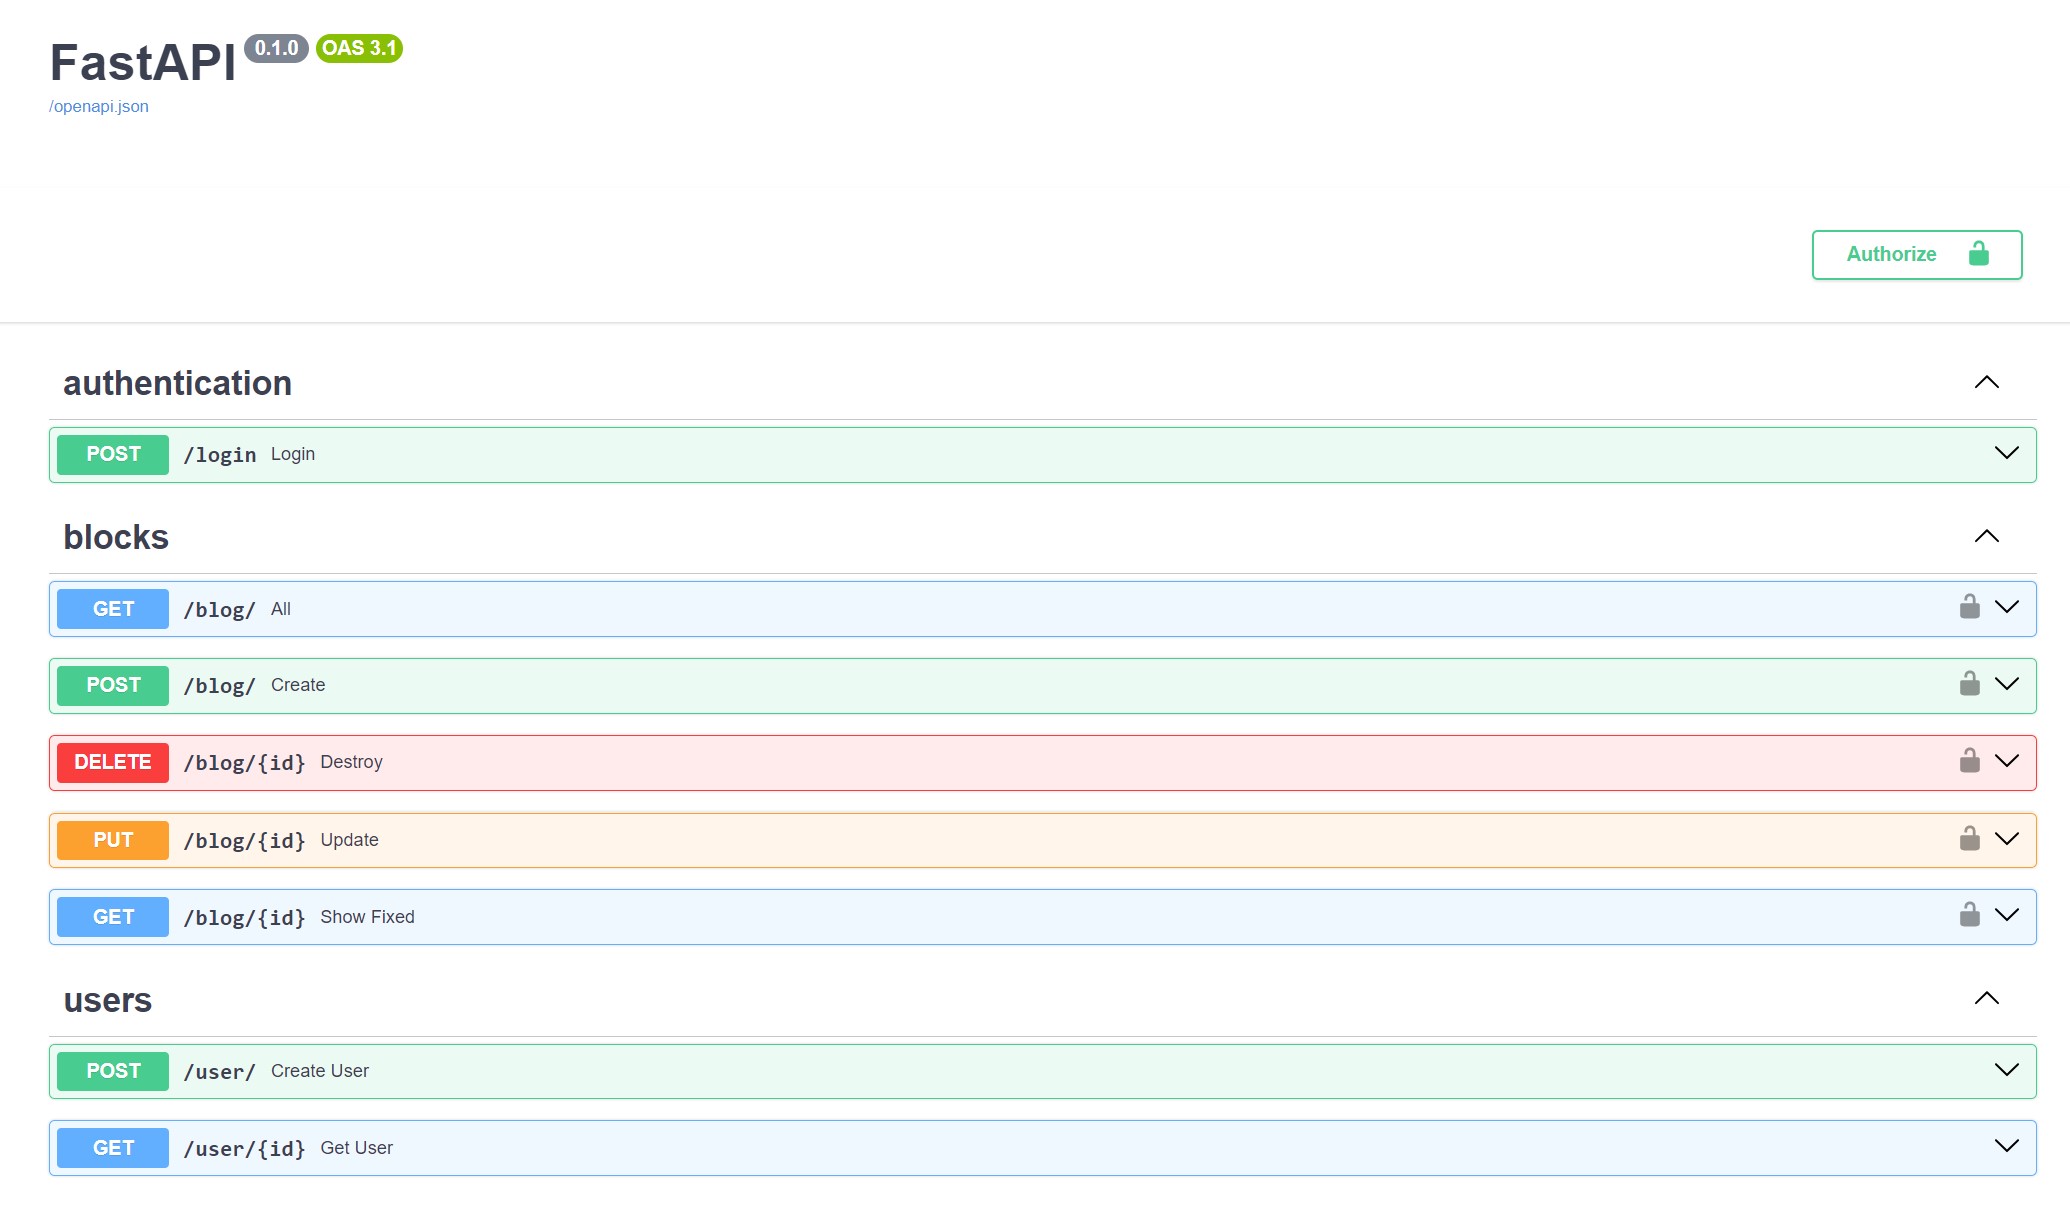 FastAPI 0.1.0 OAS 3.1
/openapi.json
Authorize
authentication
POST /login Login
blocks
GET /blog/ All
POST /blog/ Create
DELETE /blog/{id} Destroy
PUT /blog/{id} Update
GET /blog/{id} Show Fixed
users
POST /user/ Create User
GET /user/{id} Get User